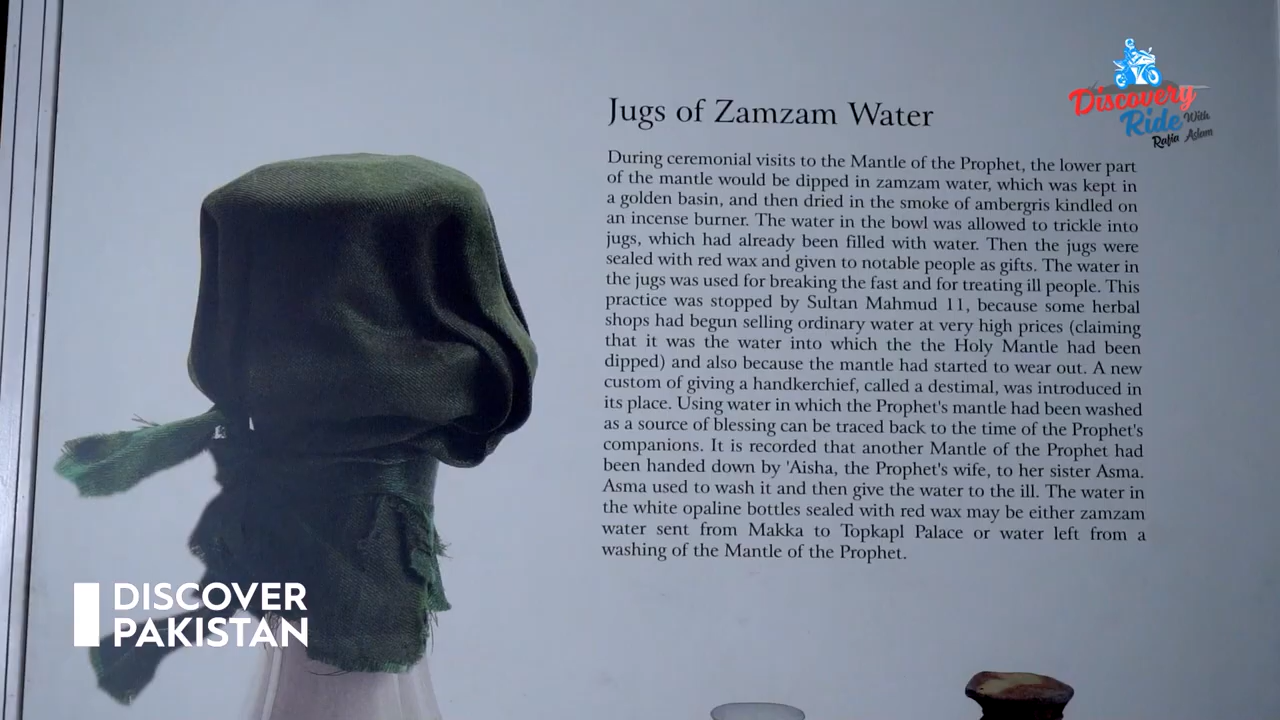 Jugs of Zamzam Water
During ceremonial visits to the Mantle of the Prophet, the lower part
of the mantle would be dipped in zamzam water, which was kept in
a golden basin, and then dried in the smoke of ambergris kindled on
an incense burner. The water in the bowl was allowed to trickle into
jugs, which had already been filled with water. Then the jugs were
sealed with red wax and given to notable people as gifts. The water in
the jugs was used for breaking the fast and for treating ill people. This
practice was stopped by Sultan Mahmud 11, because some herbal
shops had begun selling ordinary water at very high prices (claiming
that it was the water into which the the Holy Mantle had been
dipped) and also because the mantle had started to wear out. A new
custom of giving a handkerchief, called a destimal, was introduced in
its place. Using water in which the Prophet's mantle had been washed
as a source of blessing can be traced back to the time of the Prophet's
companions. It is recorded that another Mantle of the Prophet had
been handed down by 'Aisha, the Prophet's wife, to her sister Asma.
Asma used to wash it and then give the water to the ill. The water in
the white opaline bottles sealed with red wax may be either zamzam
water sent from Makka to Topkapl Palace or water left from a
washing of the Mantle of the Prophet.
Discovery
Ride With
Rafia Aslam
DISCOVER
PAKISTAN